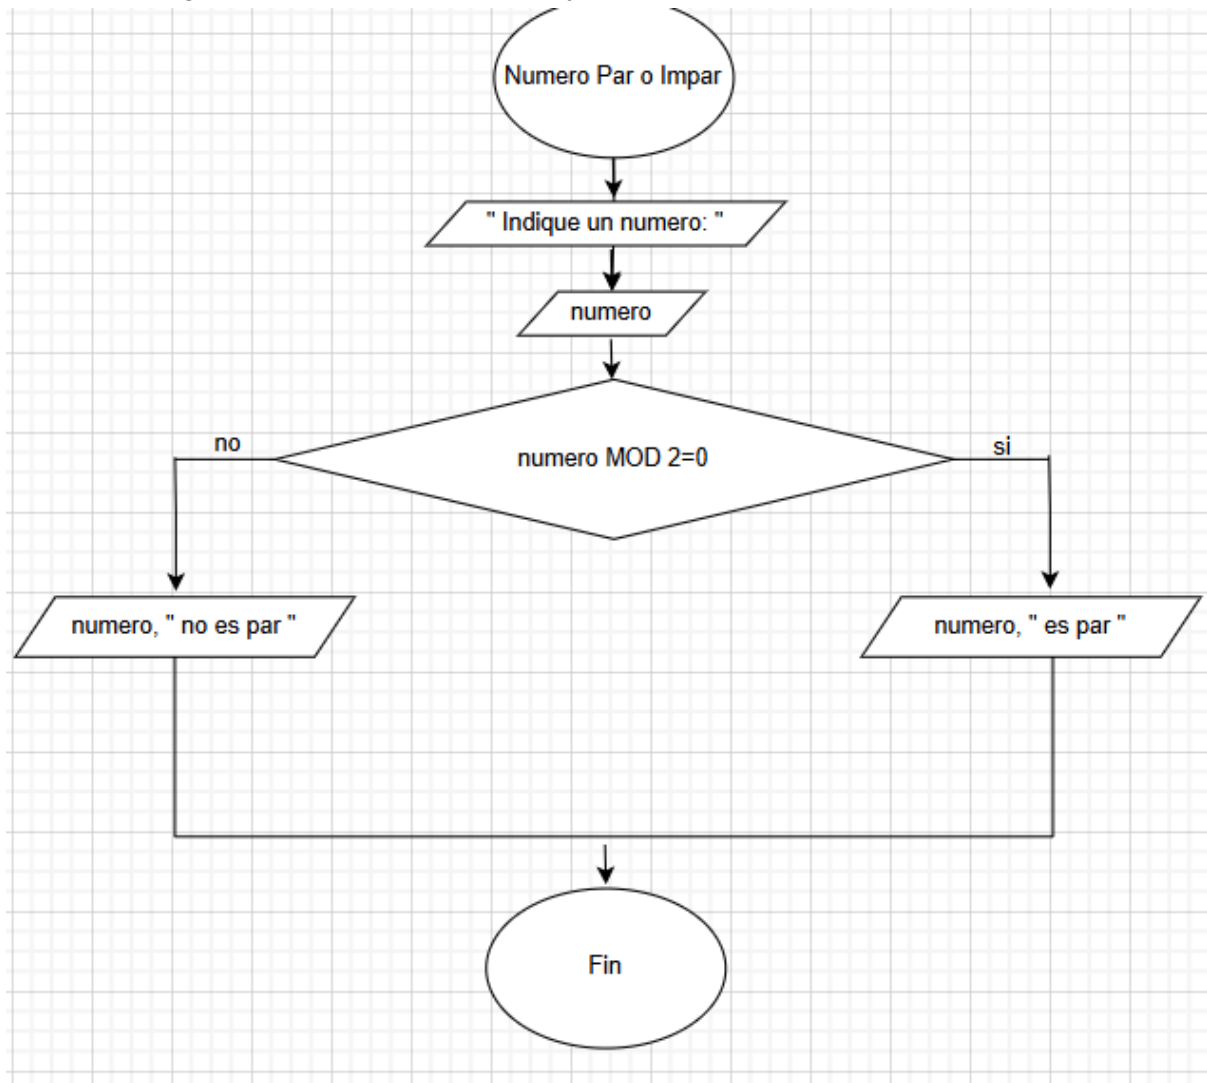 Numero Par o Impar
" Indique un numero: "
numero
numero MOD 2=0
no
si
numero, " no es par "
numero, " es par "
Fin